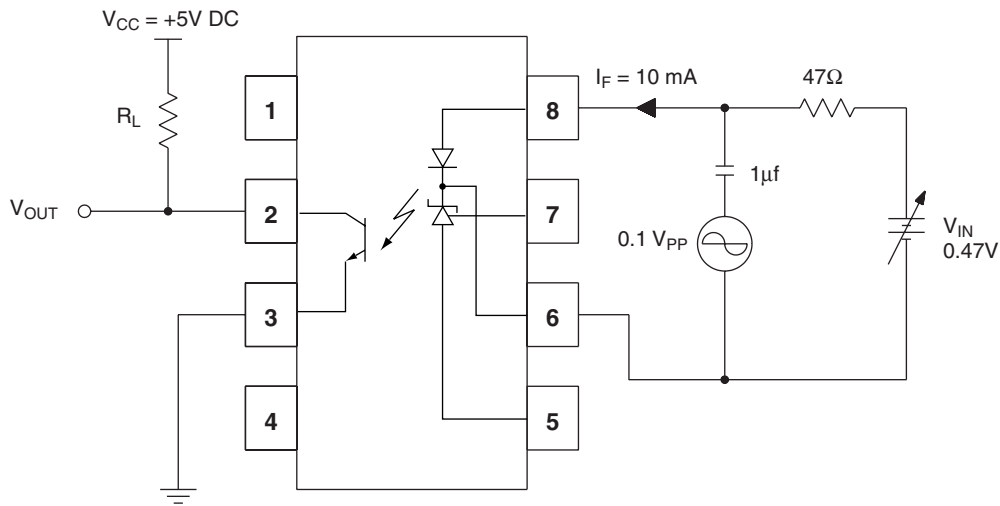 V_CC = +5V DC
R_L
V_OUT
1
2
3
4
8
7
6
5
I_F = 10 mA
47Ω
1μf
0.1 V_PP
V_IN
0.47V